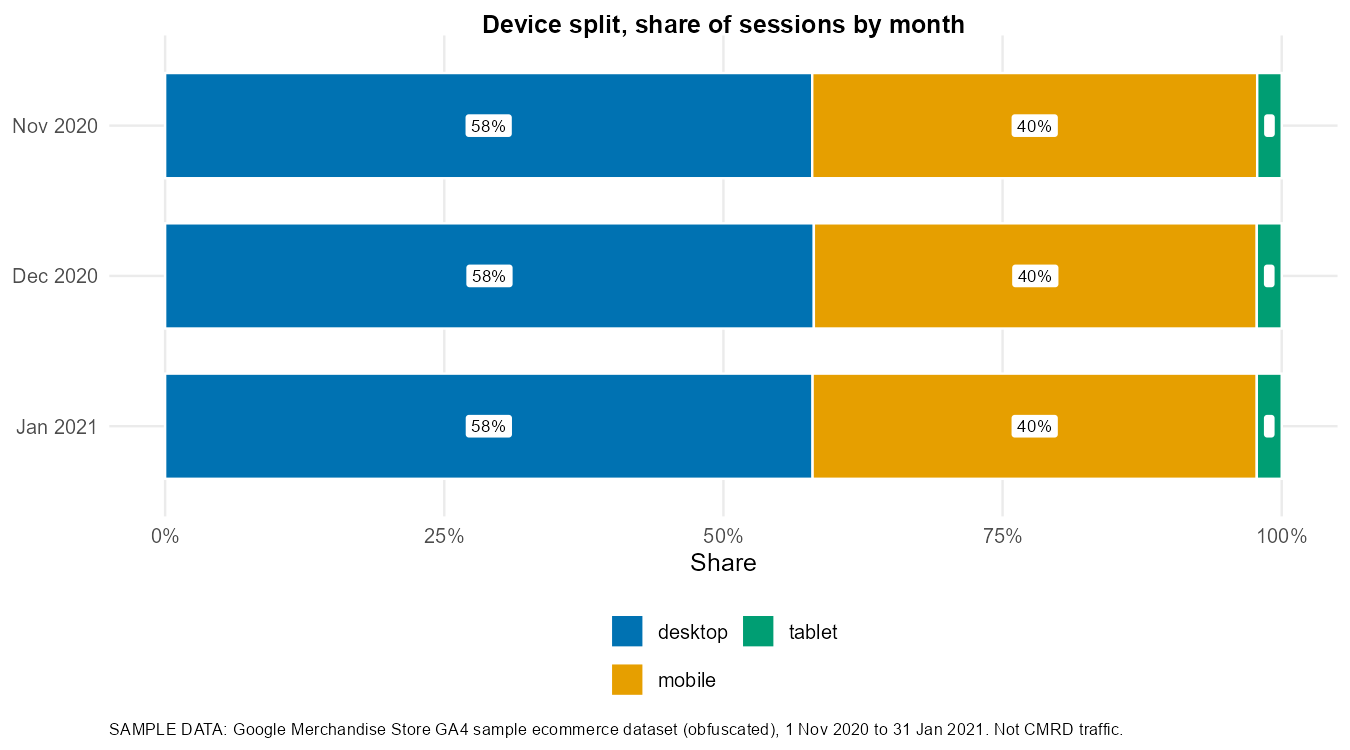 Device split, share of sessions by month
Nov 2020
58%
40%
Dec 2020
58%
40%
Jan 2021
58%
40%
0%
25%
50%
75%
100%
Share
desktop
tablet
mobile
SAMPLE DATA: Google Merchandise Store GA4 sample ecommerce dataset (obfuscated), 1 Nov 2020 to 31 Jan 2021. Not CMRD traffic.